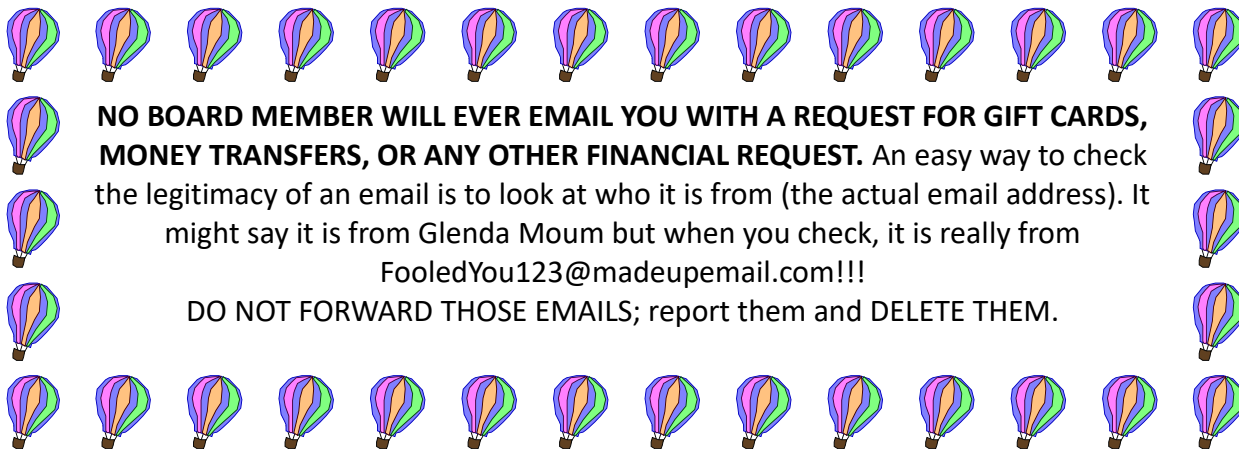 NO BOARD MEMBER WILL EVER EMAIL YOU WITH A REQUEST FOR GIFT CARDS,
MONEY TRANSFERS, OR ANY OTHER FINANCIAL REQUEST. An easy way to check
the legitimacy of an email is to look at who it is from (the actual email address). It
might say it is from Glenda Moum but when you check, it is really from
FooledYou123@madeupemail.com!!!
DO NOT FORWARD THOSE EMAILS; report them and DELETE THEM.